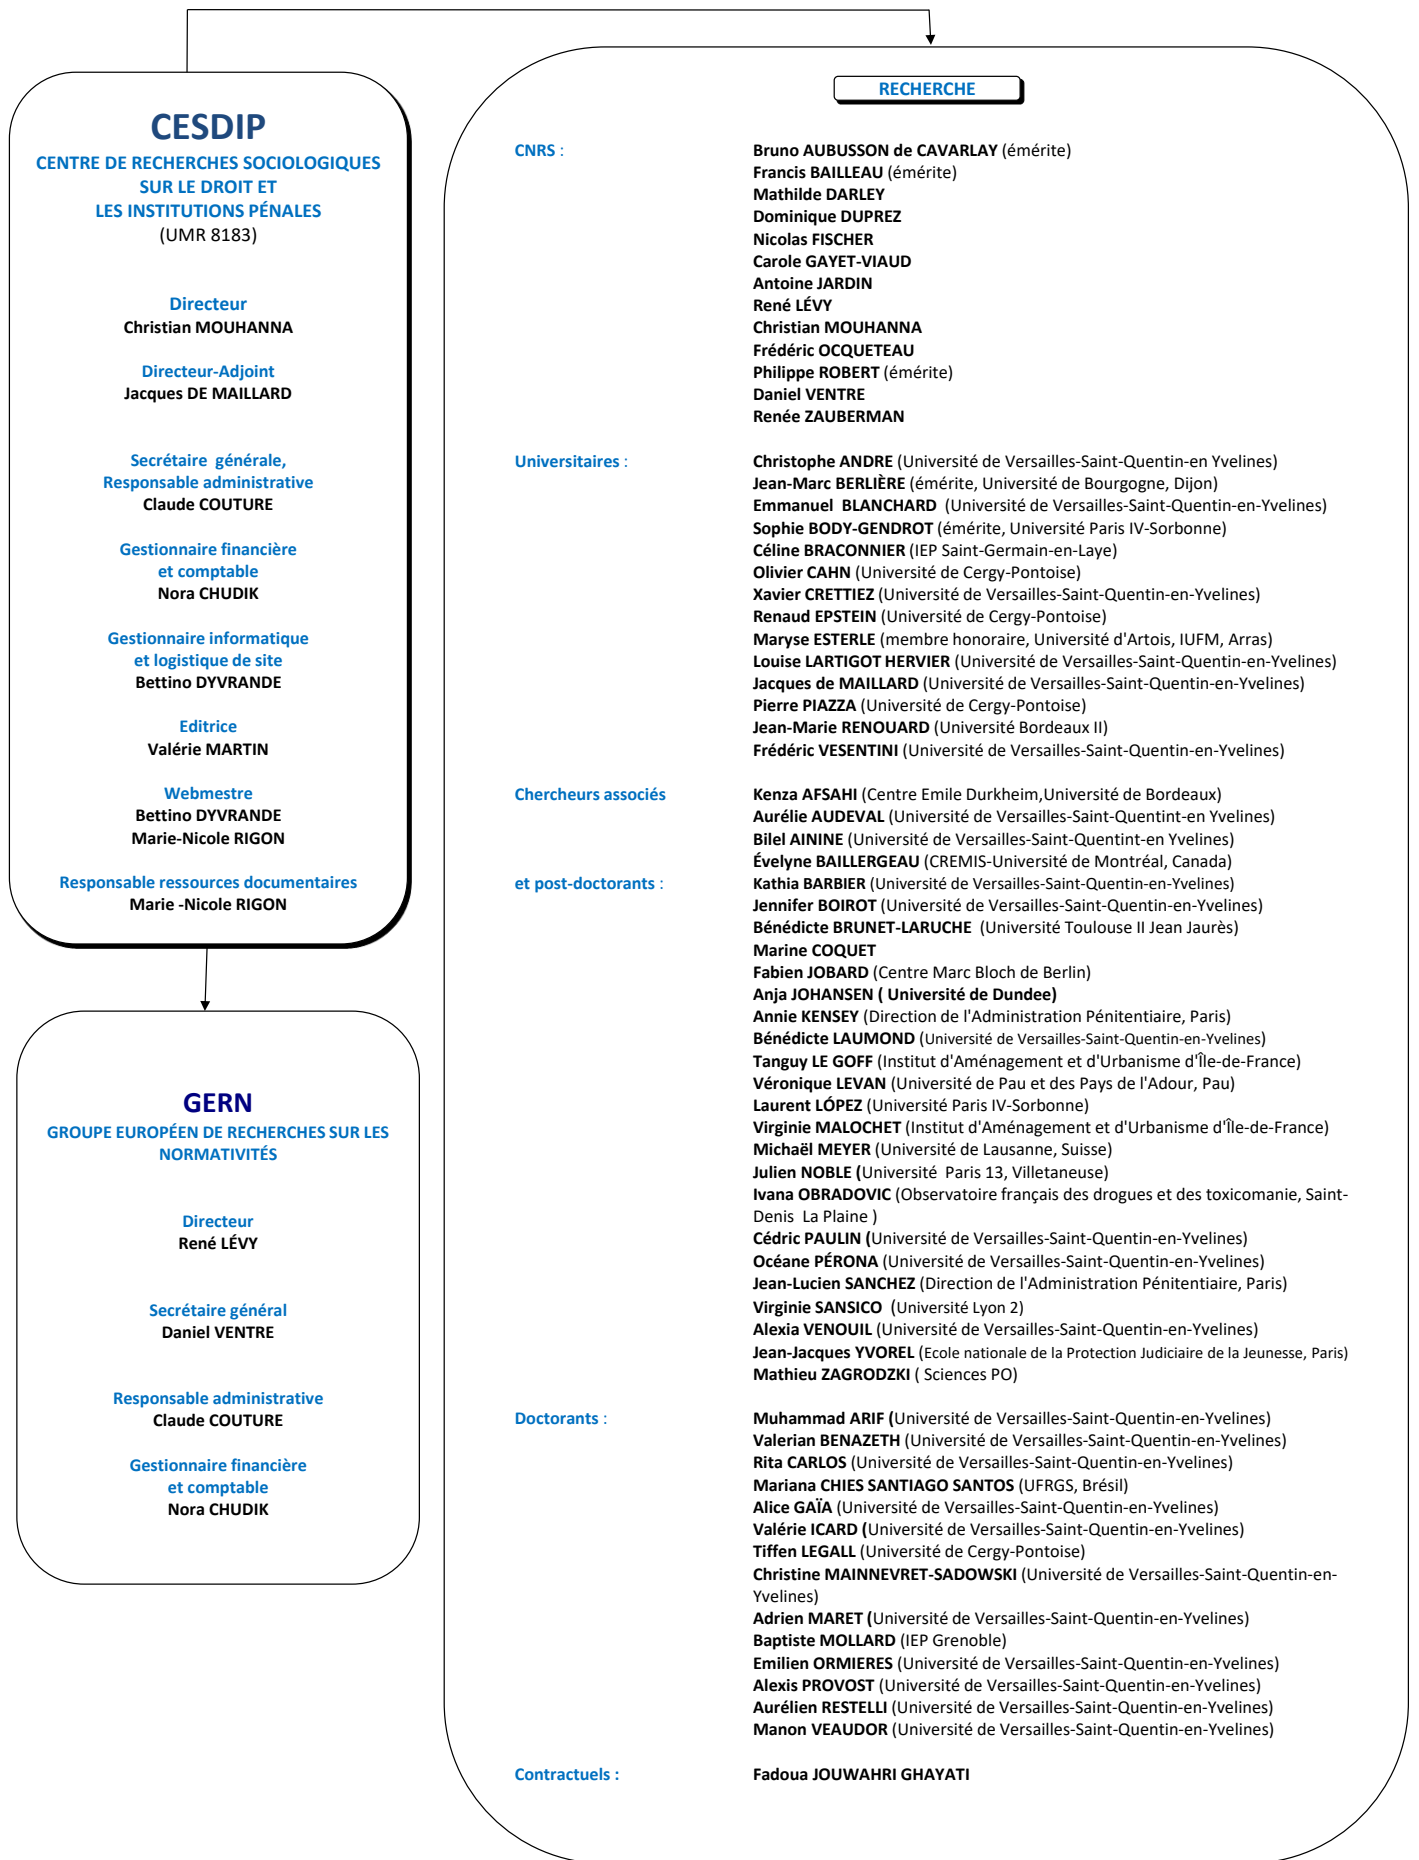 CESDIP
CENTRE DE RECHERCHES SOCIOLOGIQUES
SUR LE DROIT ET
LES INSTITUTIONS PÉNALES
(UMR 8183)
Directeur
Christian MOUHANNA
Directeur-Adjoint
Jacques DE MAILLARD
Secrétaire générale,
Responsable administrative
Claude COUTURE
Gestionnaire financière
et comptable
Nora CHUDIK
Gestionnaire informatique
et logistique de site
Bettino DYVRANDE
Editrice
Valérie MARTIN
Webmestre
Bettino DYVRANDE
Marie-Nicole RIGON
Responsable ressources documentaires
Marie -Nicole RIGON
GERN
GROUPE EUROPÉEN DE RECHERCHES SUR LES
NORMATIVITÉS
Directeur
René LÉVY
Secrétaire général
Daniel VENTRE
Responsable administrative
Claude COUTURE
Gestionnaire financière
et comptable
Nora CHUDIK
RECHERCHE
CNRS : Bruno AUBUSSON de CAVARLAY (émérite)
Francis BAILLEAU (émérite)
Mathilde DARLEY
Dominique DUPREZ
Nicolas FISCHER
Carole GAYET-VIAUD
Antoine JARDIN
René LÉVY
Christian MOUHANNA
Frédéric OCQUETEAU
Philippe ROBERT (émérite)
Daniel VENTRE
Renée ZAUBERMAN
Universitaires : Christophe ANDRE (Université de Versailles-Saint-Quentin-en Yvelines)
Jean-Marc BERLIÈRE (émérite, Université de Bourgogne, Dijon)
Emmanuel BLANCHARD (Université de Versailles-Saint-Quentin-en-Yvelines)
Sophie BODY-GENDROT (émérite, Université Paris IV-Sorbonne)
Céline BRACONNIER (IEP Saint-Germain-en-Laye)
Olivier CAHN (Université de Cergy-Pontoise)
Xavier CRETTIEZ (Université de Versailles-Saint-Quentin-en-Yvelines)
Renaud EPSTEIN (Université de Cergy-Pontoise)
Maryse ESTERLE (membre honoraire, Université d'Artois, IUFM, Arras)
Louise LARTIGOT HERVIER (Université de Versailles-Saint-Quentin-en-Yvelines)
Jacques de MAILLARD (Université de Versailles-Saint-Quentin-en-Yvelines)
Pierre PIAZZA (Université de Cergy-Pontoise)
Jean-Marie RENOUARD (Université Bordeaux II)
Frédéric VESENTINI (Université de Versailles-Saint-Quentin-en-Yvelines)
Chercheurs associés Kenza AFSAHI (Centre Emile Durkheim,Université de Bordeaux)
Aurélie AUDEVAL (Université de Versailles-Saint-Quentint-en Yvelines)
Bilel AININE (Université de Versailles-Saint-Quentint-en Yvelines)
Évelyne BAILLERGEAU (CREMIS-Université de Montréal, Canada)
et post-doctorants : Kathia BARBIER (Université de Versailles-Saint-Quentin-en-Yvelines)
Jennifer BOIROT (Université de Versailles-Saint-Quentin-en-Yvelines)
Bénédicte BRUNET-LARUCHE (Université Toulouse II Jean Jaurès)
Marine COQUET
Fabien JOBARD (Centre Marc Bloch de Berlin)
Anja JOHANSEN ( Université de Dundee)
Annie KENSEY (Direction de l'Administration Pénitentiaire, Paris)
Bénédicte LAUMOND (Université de Versailles-Saint-Quentin-en-Yvelines)
Tanguy LE GOFF (Institut d'Aménagement et d'Urbanisme d'Île-de-France)
Véronique LEVAN (Université de Pau et des Pays de l'Adour, Pau)
Laurent LÓPEZ (Université Paris IV-Sorbonne)
Virginie MALOCHET (Institut d'Aménagement et d'Urbanisme d'Île-de-France)
Michaël MEYER (Université de Lausanne, Suisse)
Julien NOBLE (Université Paris 13, Villetaneuse)
Ivana OBRADOVIC (Observatoire français des drogues et des toxicomanie, Saint-
Denis La Plaine )
Cédric PAULIN (Université de Versailles-Saint-Quentin-en-Yvelines)
Océane PÉRONA (Université de Versailles-Saint-Quentin-en-Yvelines)
Jean-Lucien SANCHEZ (Direction de l'Administration Pénitentiaire, Paris)
Virginie SANSICO (Université Lyon 2)
Alexia VENOUIL (Université de Versailles-Saint-Quentin-en-Yvelines)
Jean-Jacques YVOREL (Ecole nationale de la Protection Judiciaire de la Jeunesse, Paris)
Mathieu ZAGRODZKI ( Sciences PO)
Doctorants : Muhammad ARIF (Université de Versailles-Saint-Quentin-en-Yvelines)
Valerian BENAZETH (Université de Versailles-Saint-Quentin-en-Yvelines)
Rita CARLOS (Université de Versailles-Saint-Quentin-en-Yvelines)
Mariana CHIES SANTIAGO SANTOS (UFRGS, Brésil)
Alice GAÏA (Université de Versailles-Saint-Quentin-en-Yvelines)
Valérie ICARD (Université de Versailles-Saint-Quentin-en-Yvelines)
Tiffen LEGALL (Université de Cergy-Pontoise)
Christine MAINNEVRET-SADOWSKI (Université de Versailles-Saint-Quentin-en-
Yvelines)
Adrien MARET (Université de Versailles-Saint-Quentin-en-Yvelines)
Baptiste MOLLARD (IEP Grenoble)
Emilien ORMIERES (Université de Versailles-Saint-Quentin-en-Yvelines)
Alexis PROVOST (Université de Versailles-Saint-Quentin-en-Yvelines)
Aurélien RESTELLI (Université de Versailles-Saint-Quentin-en-Yvelines)
Manon VEAUDOR (Université de Versailles-Saint-Quentin-en-Yvelines)
Contractuels : Fadoua JOUWAHRI GHAYATI